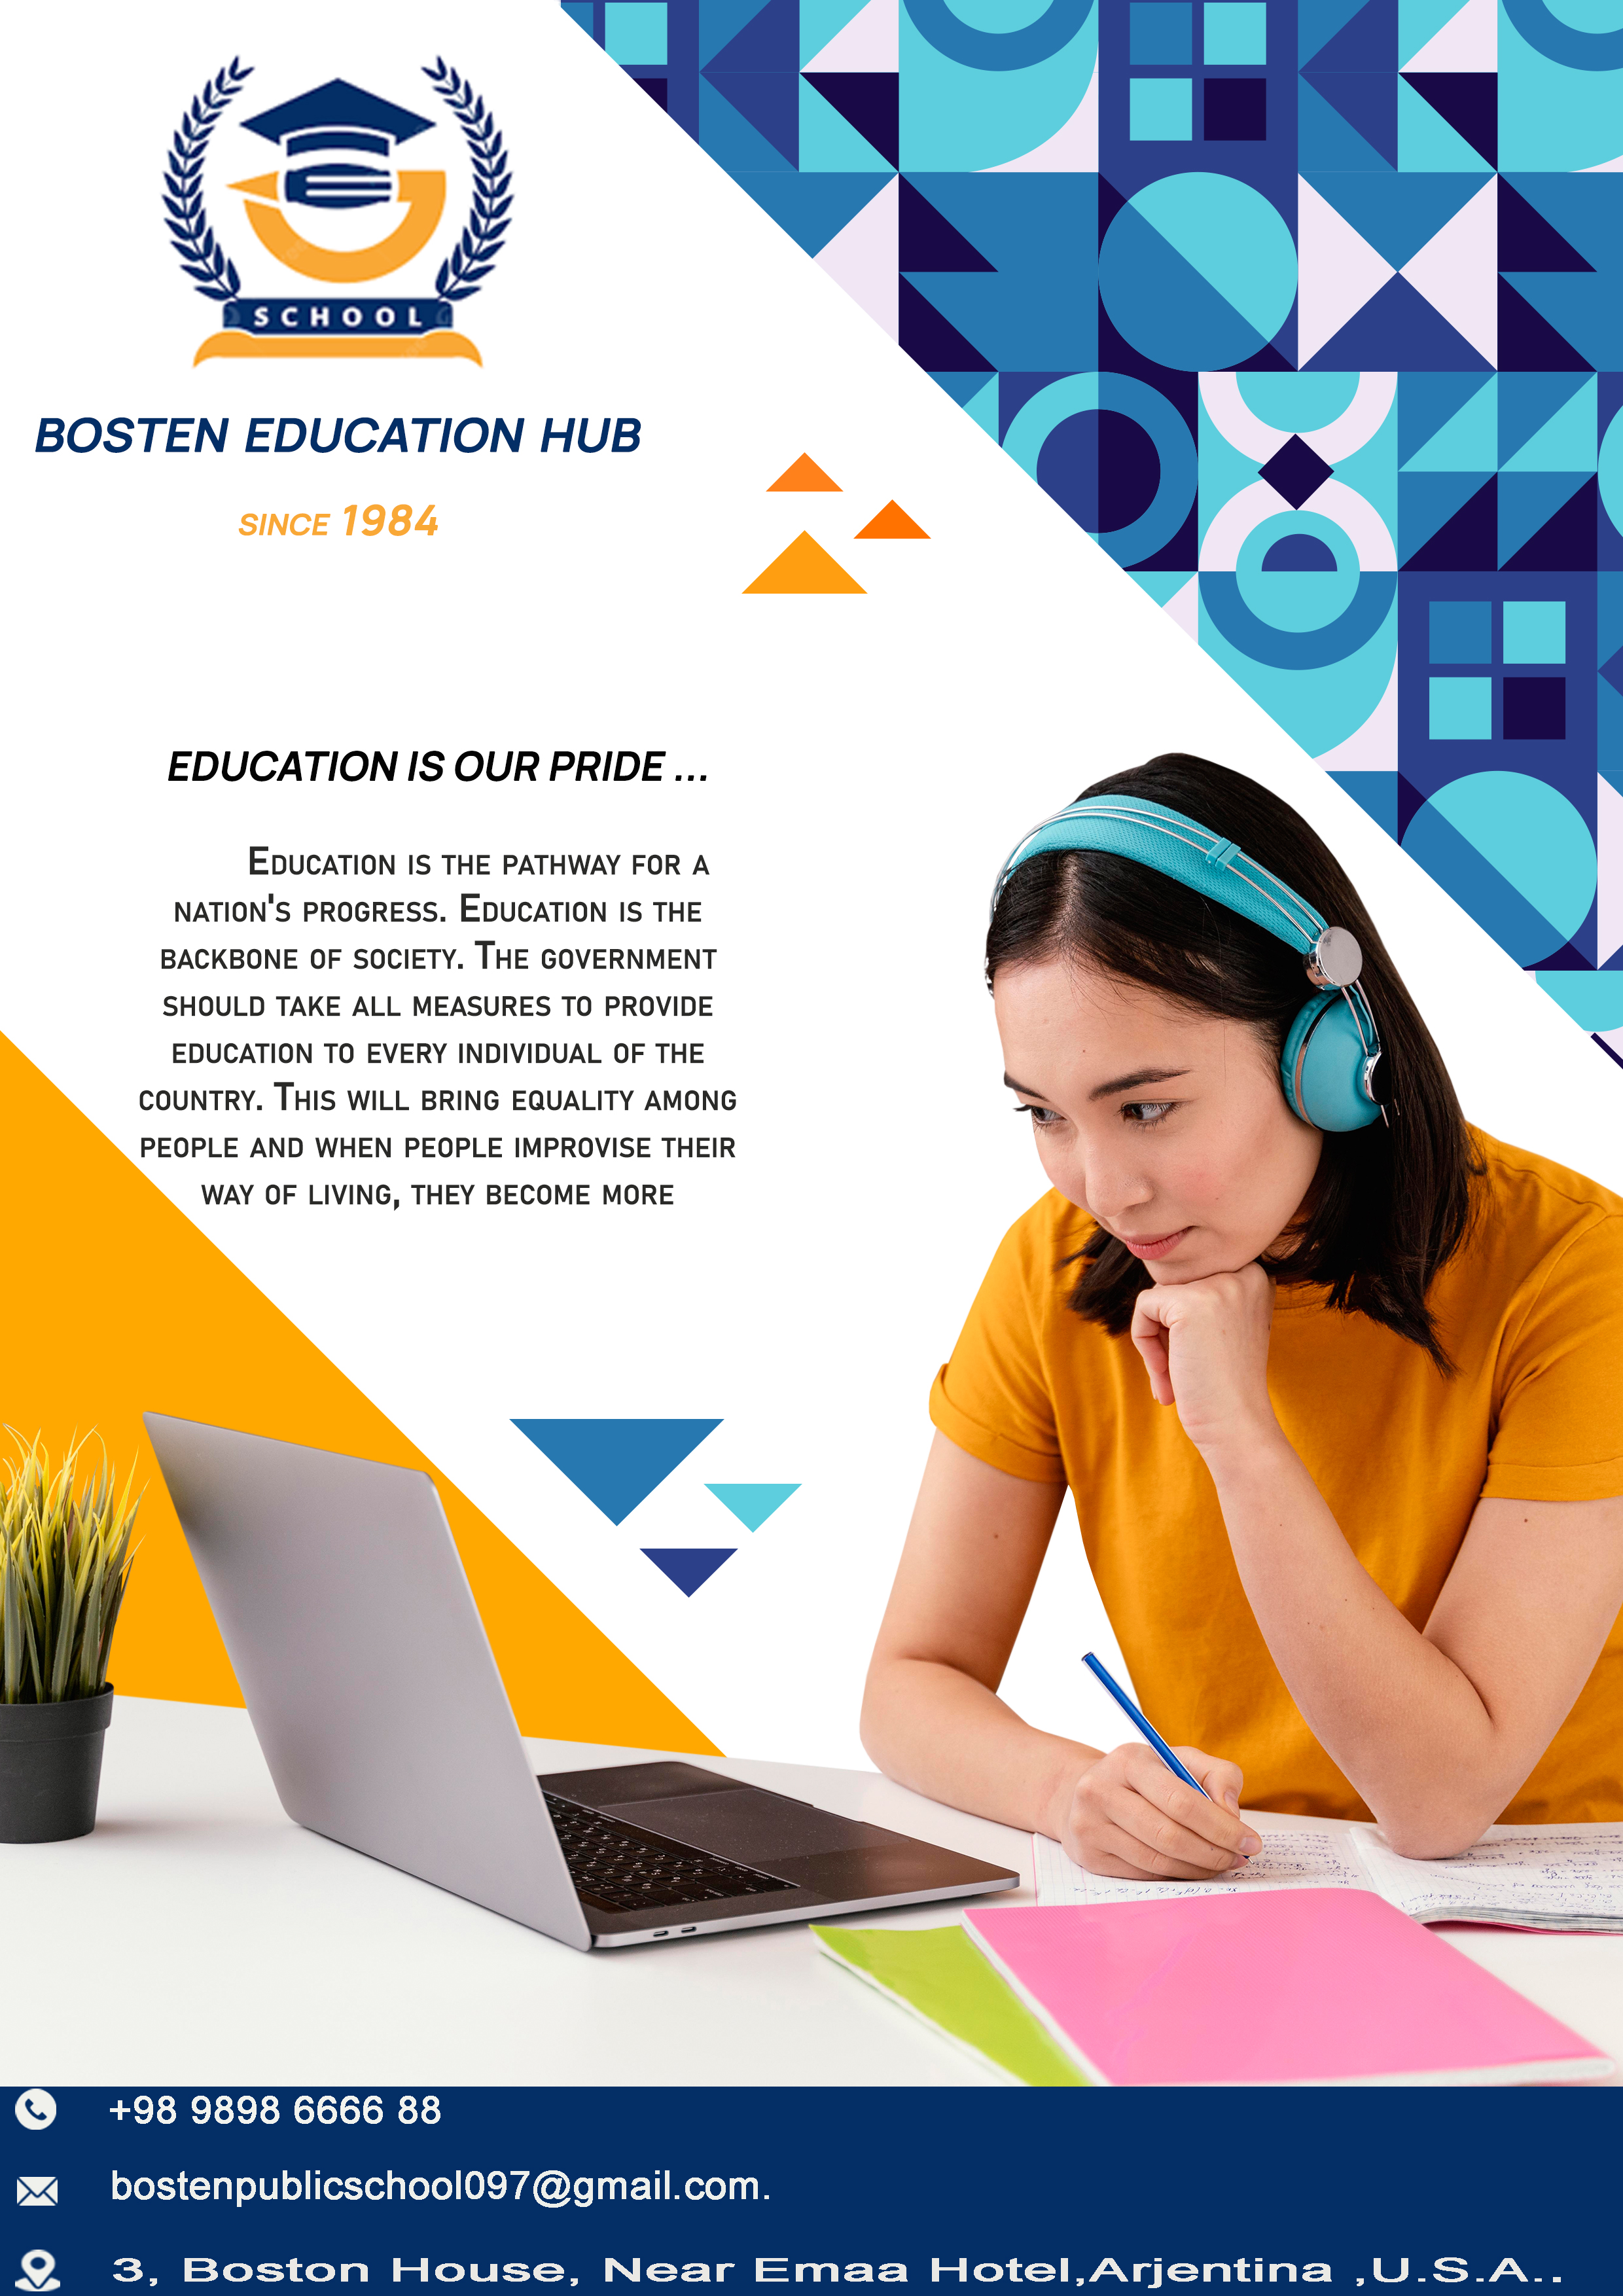 SCHOOL
BOSTEN EDUCATION HUB
SINCE 1984
EDUCATION IS OUR PRIDE ...
Education is the pathway for a
nation's progress. Education is the
backbone of society. The government
should take all measures to provide
education to every individual of the
country. This will bring equality among
people and when people improvise their
way of living, they become more
+98 9898 6666 88
bostenpublicschool097@gmail.com.
3, Boston House, Near Emaa Hotel,Arjentina ,U.S.A..